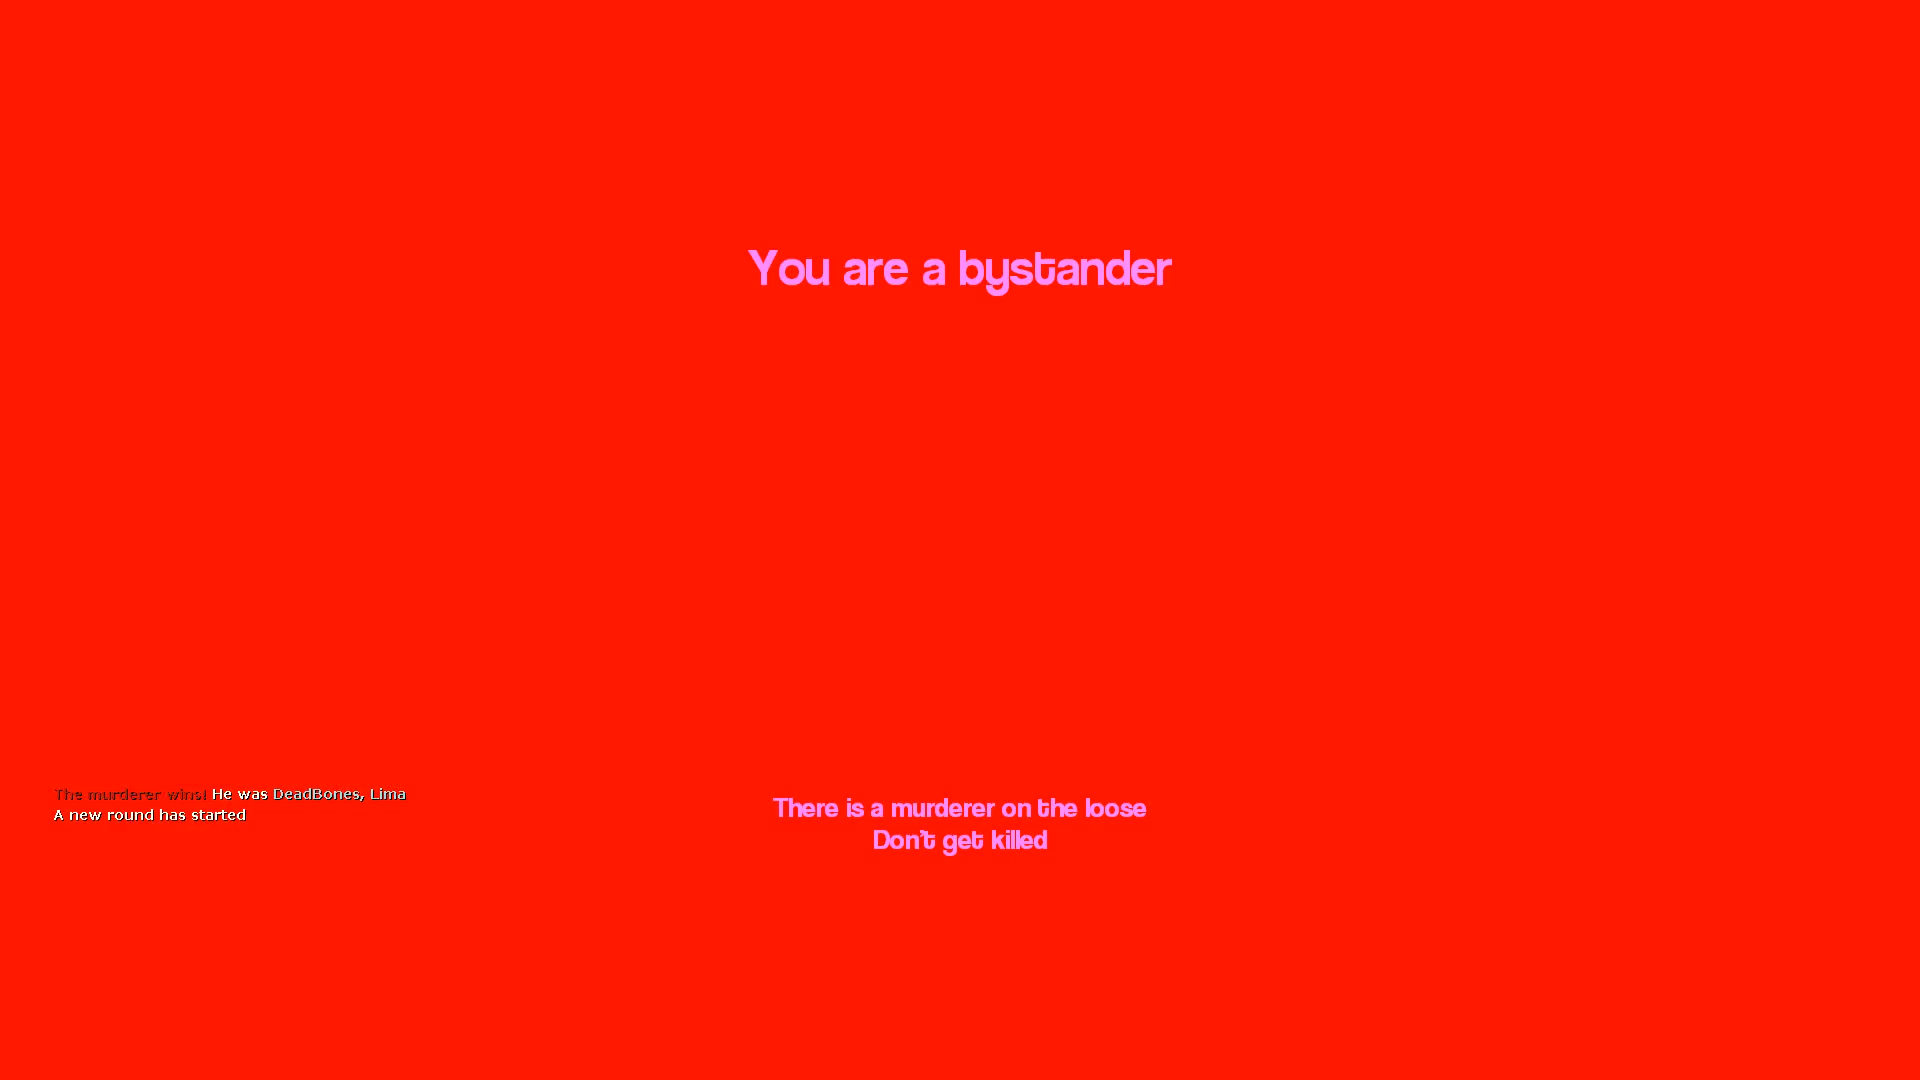 You are a bystander
The murderer wins! He was DeadBones, Lima
A new round has started
There is a murderer on the loose
Don't get killed